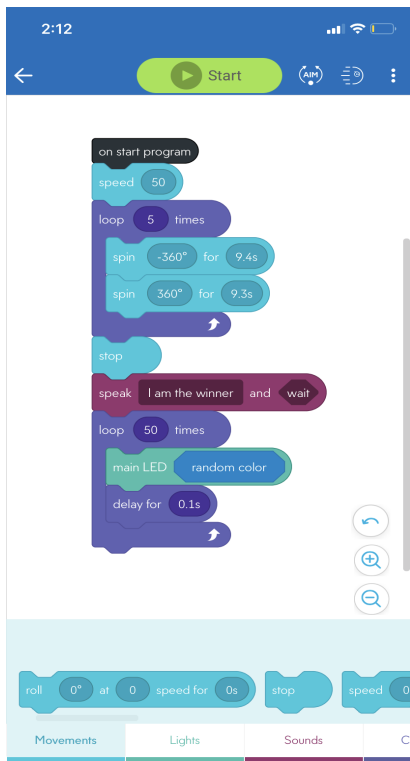 2:12
Start
AIM
on start program
speed 50
loop 5 times
spin -360° for 9.4s
spin 360° for 9.3s
stop
speak I am the winner and wait
loop 50 times
main LED random color
delay for 0.1s
roll 0° at 0 speed for 0s stop speed 0
Movements Lights Sounds C